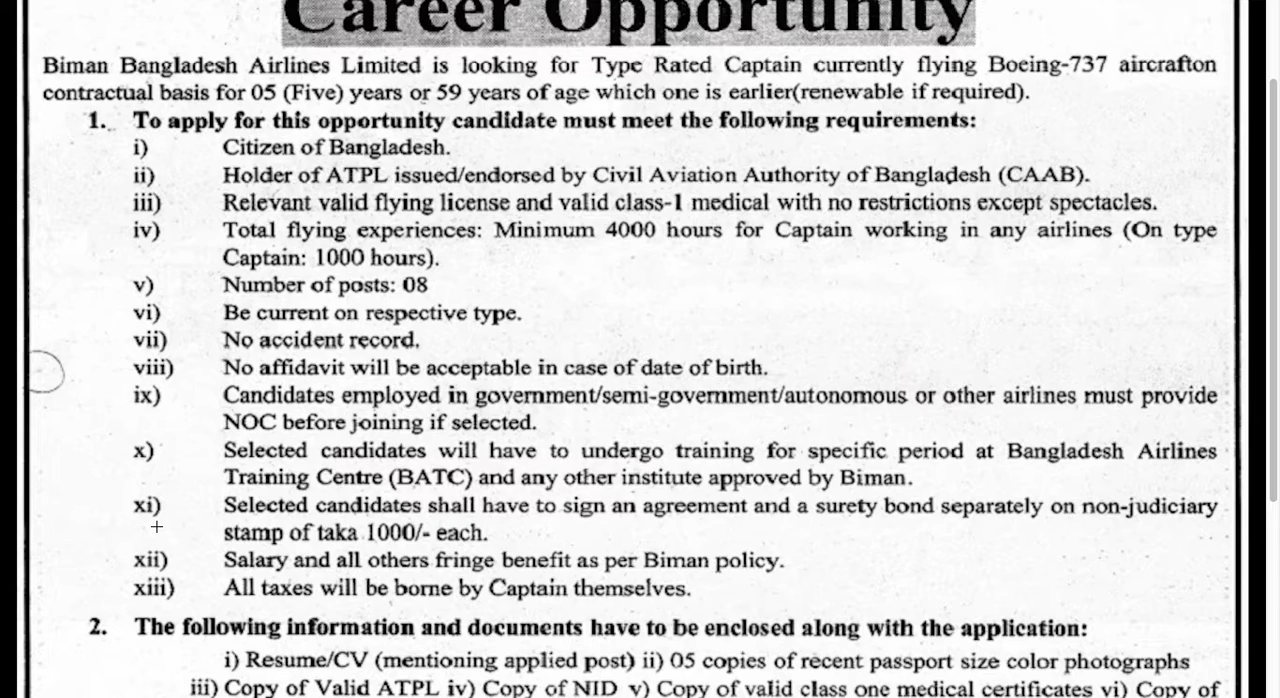 Career Opportunity
Biman Bangladesh Airlines Limited is looking for Type Rated Captain currently flying Boeing-737 aircrafton
contractual basis for 05 (Five) years or 59 years of age which one is earlier(renewable if required).
1. To apply for this opportunity candidate must meet the following requirements:
i) Citizen of Bangladesh.
ii) Holder of ATPL issued/endorsed by Civil Aviation Authority of Bangladesh (CAAB).
iii) Relevant valid flying license and valid class-1 medical with no restrictions except spectacles.
iv) Total flying experiences: Minimum 4000 hours for Captain working in any airlines (On type
Captain: 1000 hours).
v) Number of posts: 08
vi) Be current on respective type.
vii) No accident record.
viii) No affidavit will be acceptable in case of date of birth.
ix) Candidates employed in government/semi-government/autonomous or other airlines must provide
NOC before joining if selected.
x) Selected candidates will have to undergo training for specific period at Bangladesh Airlines
Training Centre (BATC) and any other institute approved by Biman.
xi) Selected candidates shall have to sign an agreement and a surety bond separately on non-judiciary
stamp of taka 1000/- each.
xii) Salary and all others fringe benefit as per Biman policy.
xiii) All taxes will be borne by Captain themselves.
2. The following information and documents have to be enclosed along with the application:
i) Resume/CV (mentioning applied post) ii) 05 copies of recent passport size color photographs
iii) Copy of Valid ATPL iv) Copy of NID v) Copy of valid class one medical certificates vi) Copy of